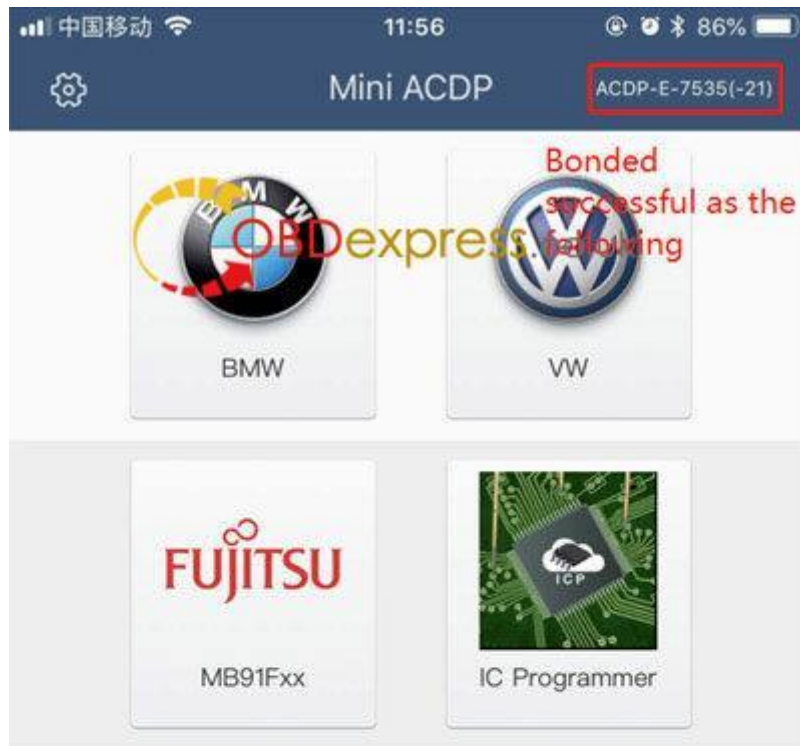 中国移动 11:56 86%
Mini ACDP ACDP-E-7535(-21)
Bonded
successful as the
following
BMW
OBDexpress.
BMW
VW
FUJITSU
ICP
MB91Fxx
IC Programmer